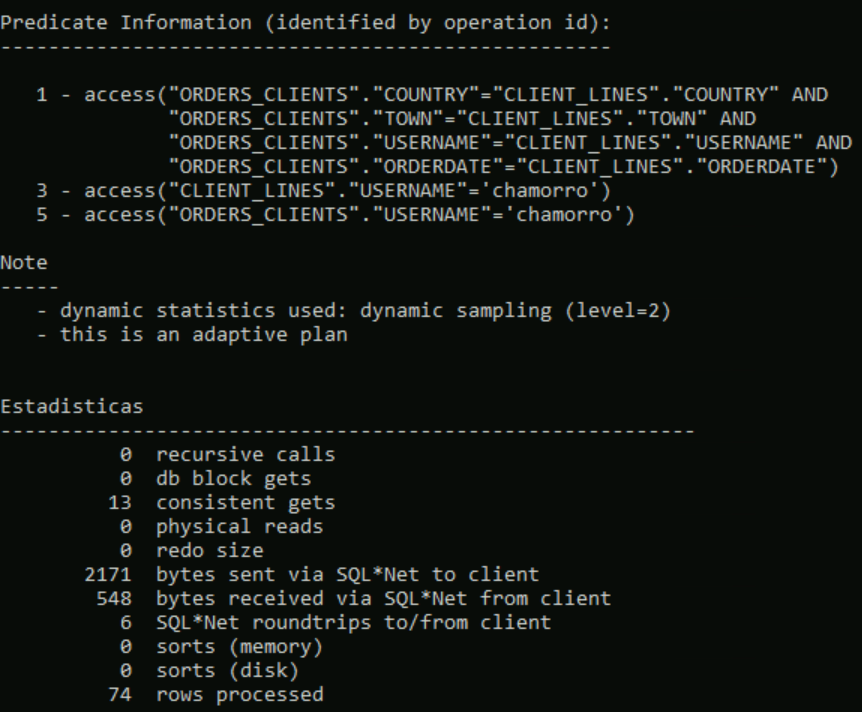 Predicate Information (identified by operation id):
---------------------------------------------------
1 - access("ORDERS_CLIENTS"."COUNTRY"="CLIENT_LINES"."COUNTRY" AND
"ORDERS_CLIENTS"."TOWN"="CLIENT_LINES"."TOWN" AND
"ORDERS_CLIENTS"."USERNAME"="CLIENT_LINES"."USERNAME" AND
"ORDERS_CLIENTS"."ORDERDATE"="CLIENT_LINES"."ORDERDATE")
3 - access("CLIENT_LINES"."USERNAME"='chamorro')
5 - access("ORDERS_CLIENTS"."USERNAME"='chamorro')
Note
-----
- dynamic statistics used: dynamic sampling (level=2)
- this is an adaptive plan
Estadisticas
----------------------------------------------------------
0 recursive calls
0 db block gets
13 consistent gets
0 physical reads
0 redo size
2171 bytes sent via SQL*Net to client
548 bytes received via SQL*Net from client
6 SQL*Net roundtrips to/from client
0 sorts (memory)
0 sorts (disk)
74 rows processed